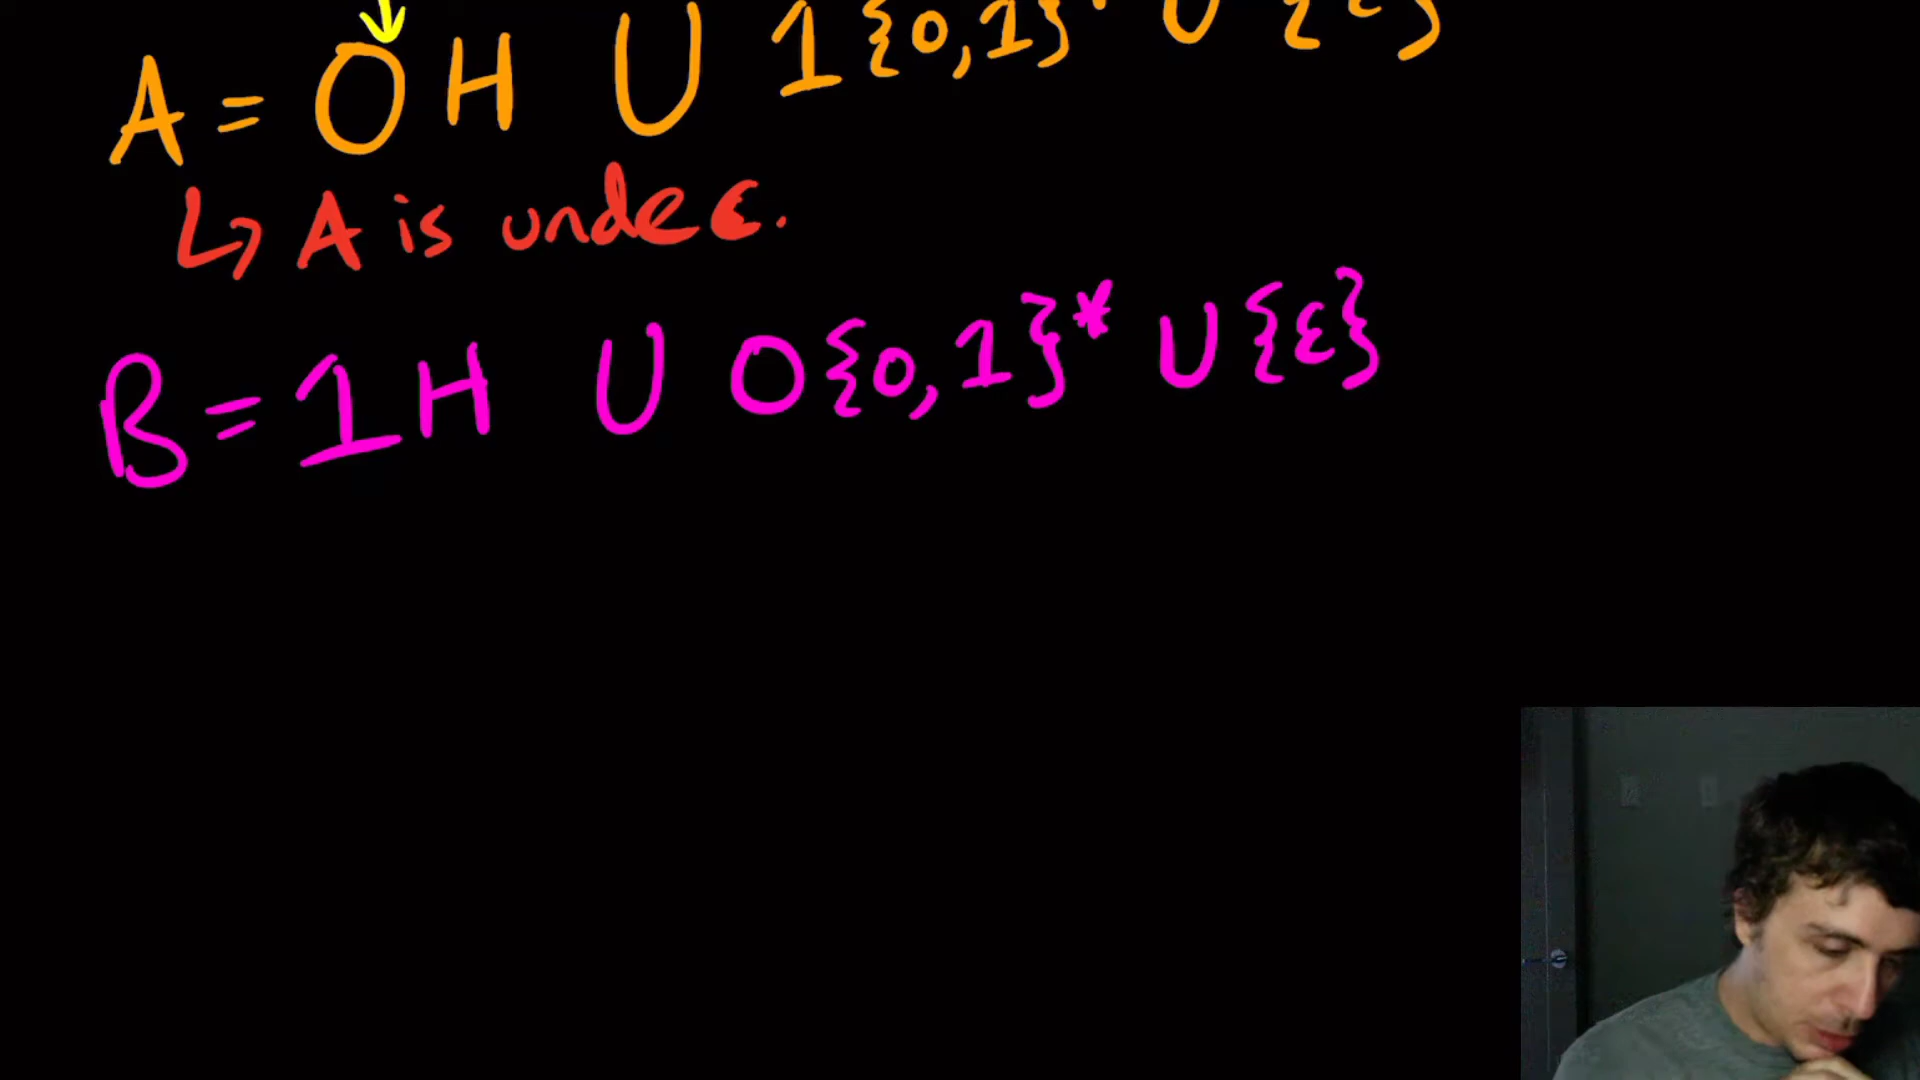 A = 0H ∪ 1{0,1}* ∪ {ε}
↳ A is undec.
B = 1H ∪ 0{0,1}* ∪ {ε}